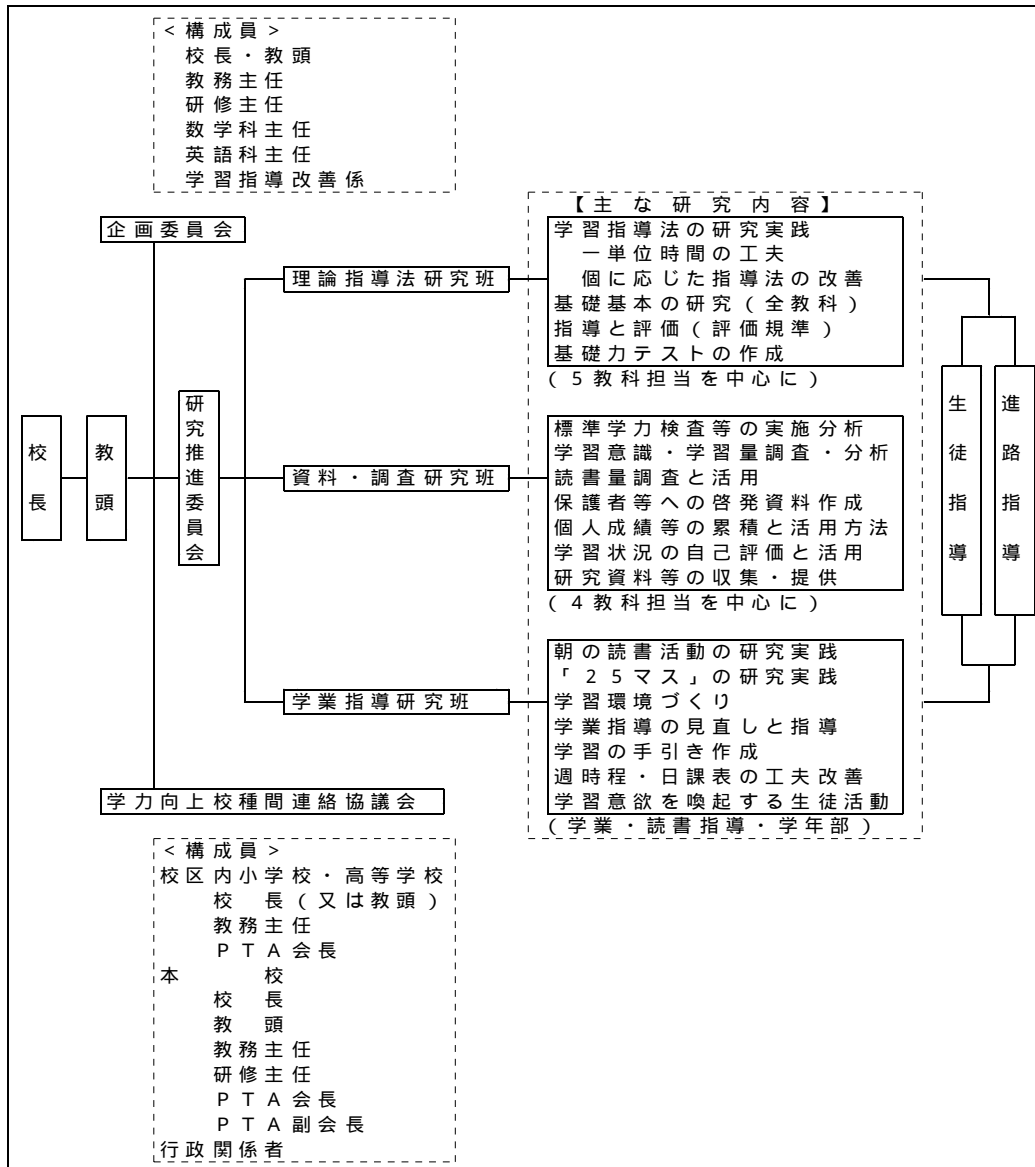 <構成員>
校長・教頭
教務主任
研修主任
数学科主任
英語科主任
学習指導改善係
企画委員会
校長
教頭
研究推進委員会
理論指導法研究班
資料・調査研究班
学業指導研究班
【主な研究内容】
学習指導法の研究実践
一単位時間の工夫
個に応じた指導法の改善
基礎基本の研究(全教科)
指導と評価(評価規準)
基礎力テストの作成
(5教科担当を中心に)
標準学力検査等の実施分析
学習意識・学習量調査・分析
読書量調査と活用
保護者等への啓発資料作成
個人成績等の累積と活用方法
学習状況の自己評価と活用
研究資料等の収集・提供
(4教科担当を中心に)
朝の読書活動の研究実践
「25マス」の研究実践
学習環境づくり
学業指導の見直しと指導
学習の手引き作成
週時程・日課表の工夫改善
学習意欲を喚起する生徒活動
(学業・読書指導・学年部)
生徒指導
進路指導
学力向上校種間連絡協議会
<構成員>
校区内小学校・高等学校
校 長(又は教頭)
教務主任
PTA会長
本 校
校 長
教 頭
教務主任
研修主任
PTA会長
PTA副会長
行政関係者